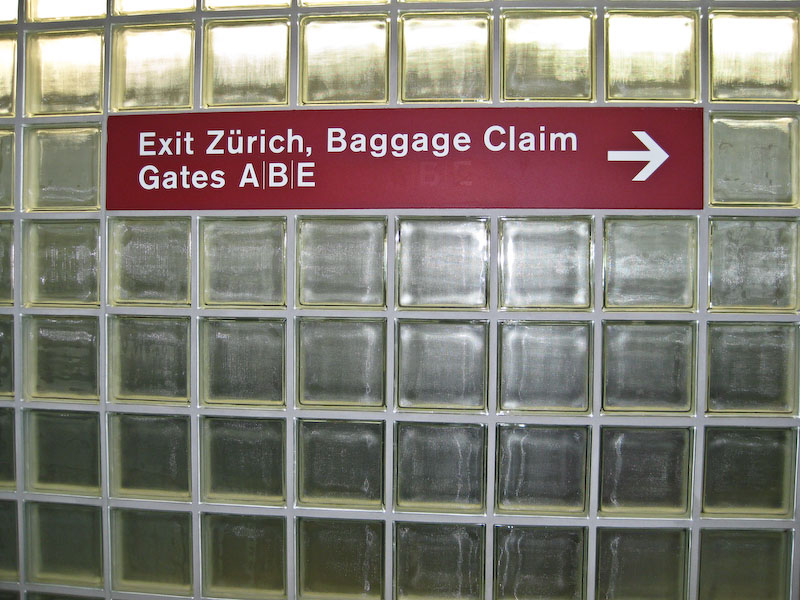 Exit Zürich, Baggage Claim
Gates A|B|E